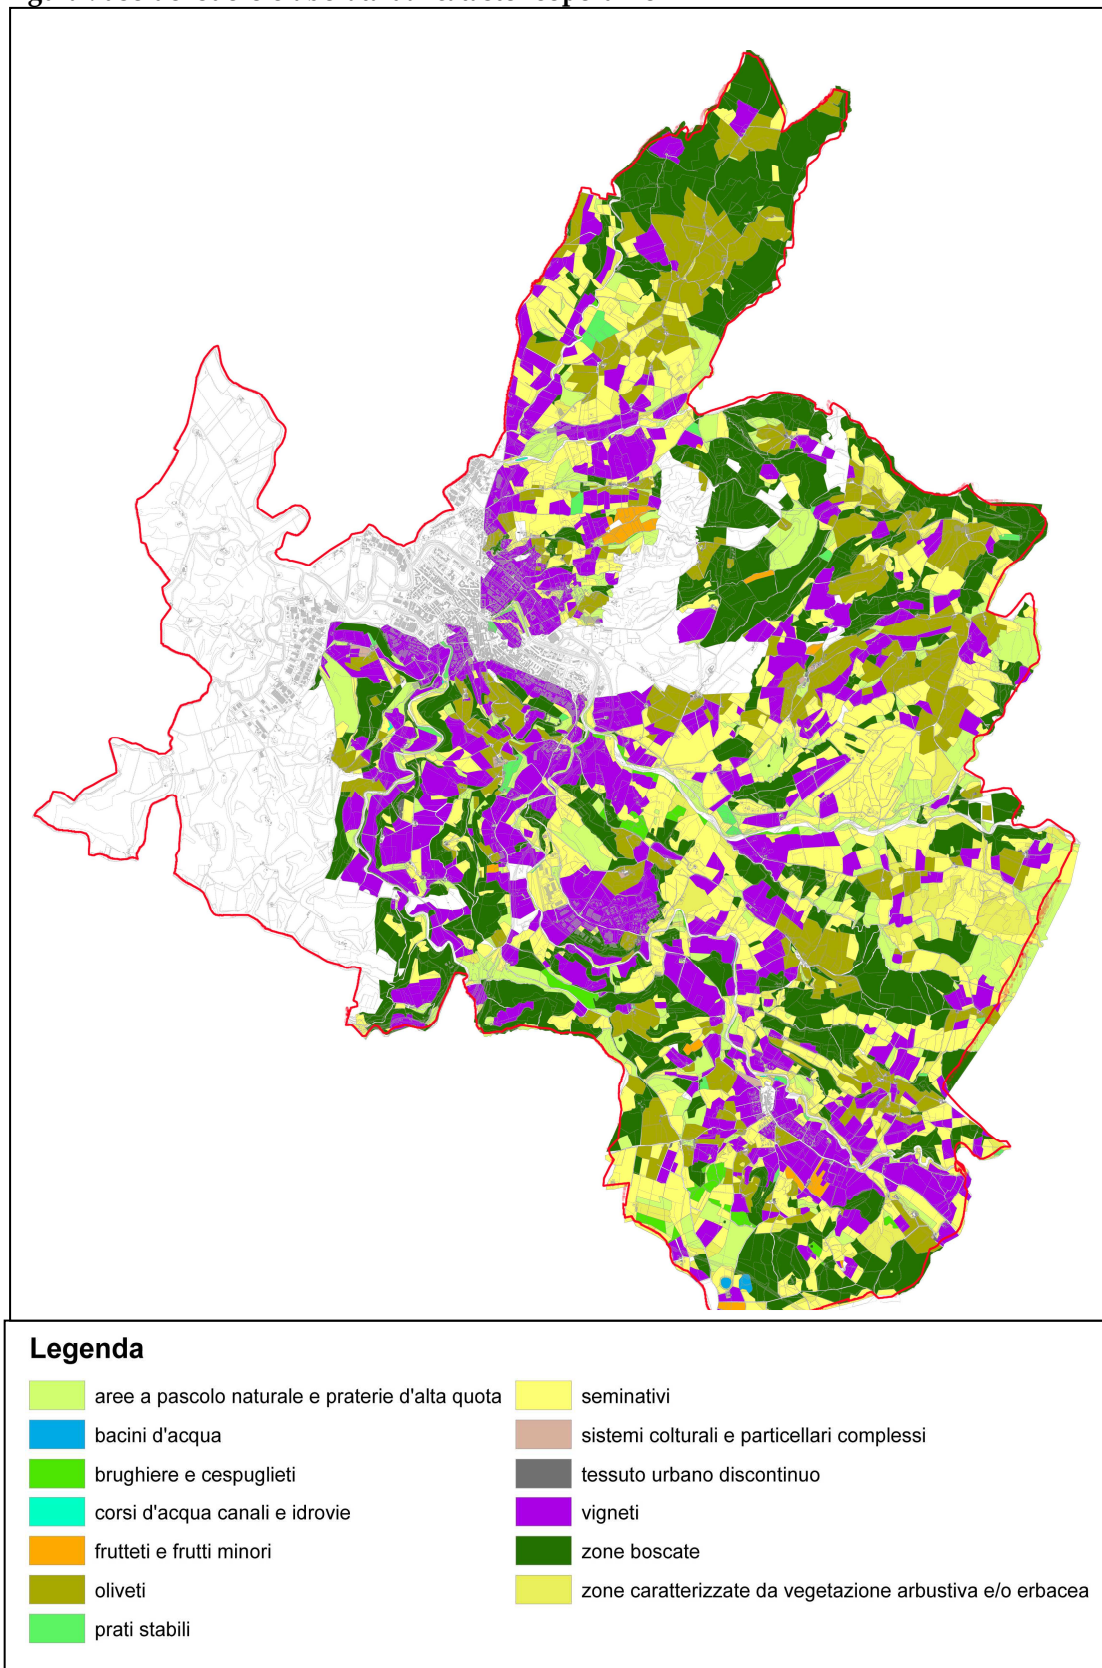 Legenda
aree a pascolo naturale e praterie d'alta quota
bacini d'acqua
brughiere e cespuglieti
corsi d'acqua canali e idrovie
frutteti e frutti minori
oliveti
prati stabili
seminativi
sistemi colturali e particellari complessi
tessuto urbano discontinuo
vigneti
zone boscate
zone caratterizzate da vegetazione arbustiva e/o erbacea